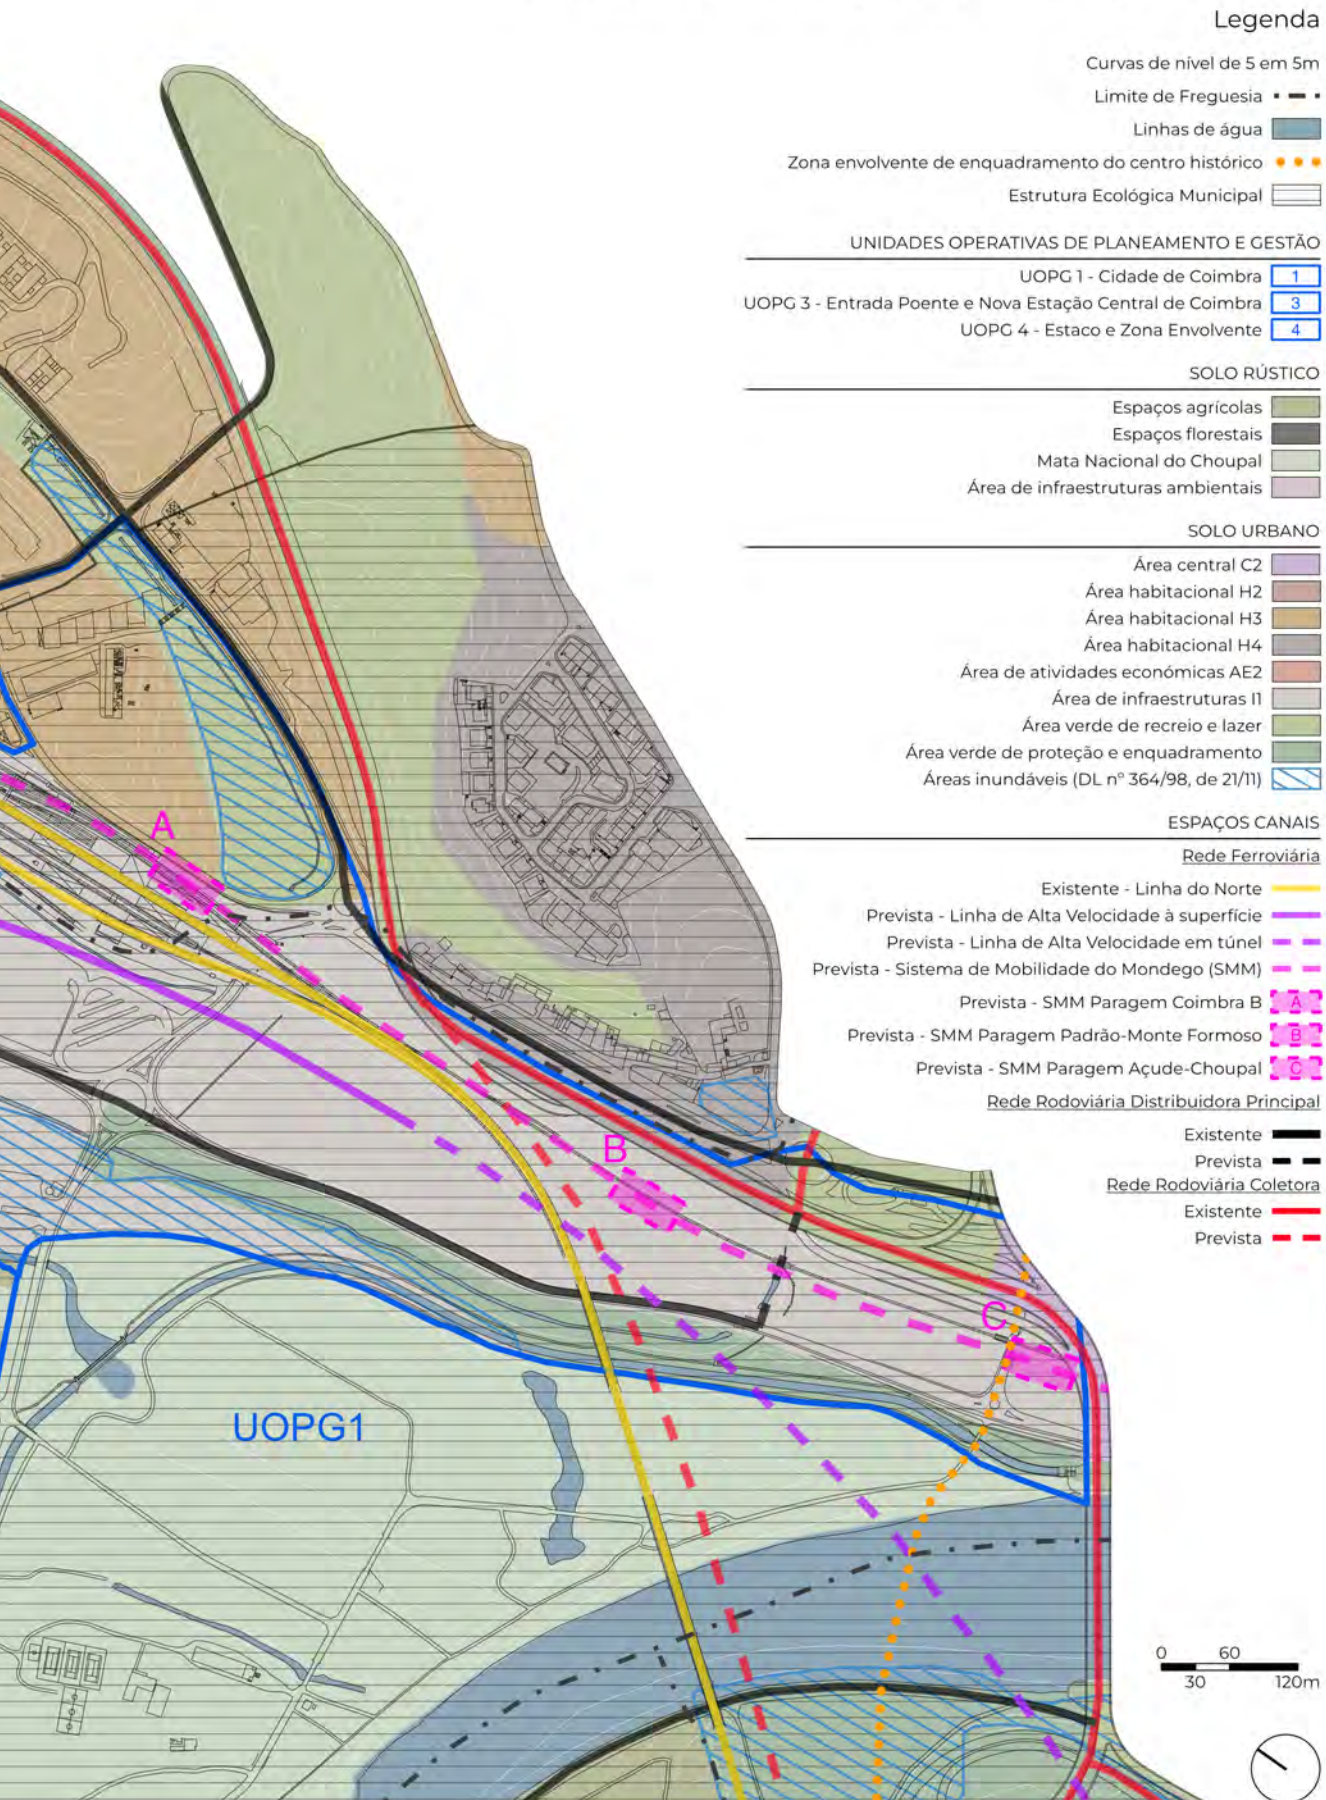 Legenda
Curvas de nível de 5 em 5m
Limite de Freguesia
Linhas de água
Zona envolvente de enquadramento do centro histórico
Estrutura Ecológica Municipal
UNIDADES OPERATIVAS DE PLANEAMENTO E GESTÃO
UOPG 1 - Cidade de Coimbra 1
UOPG 3 - Entrada Poente e Nova Estação Central de Coimbra 3
UOPG 4 - Estaco e Zona Envolvente 4
SOLO RÚSTICO
Espaços agrícolas
Espaços florestais
Mata Nacional do Choupal
Área de infraestruturas ambientais
SOLO URBANO
Área central C2
Área habitacional H2
Área habitacional H3
Área habitacional H4
Área de atividades económicas AE2
Área de infraestruturas I1
Área verde de recreio e lazer
Área verde de proteção e enquadramento
Áreas inundáveis (DL nº 364/98, de 21/11)
ESPAÇOS CANAIS
Rede Ferroviária
Existente - Linha do Norte
Prevista - Linha de Alta Velocidade à superfície
Prevista - Linha de Alta Velocidade em túnel
Prevista - Sistema de Mobilidade do Mondego (SMM)
Prevista - SMM Paragem Coimbra B A
Prevista - SMM Paragem Padrão-Monte Formoso B
Prevista - SMM Paragem Açude-Choupal C
Rede Rodoviária Distribuidora Principal
Existente
Prevista
Rede Rodoviária Coletora
Existente
Prevista
A
B
C
UOPG1
0 60
30 120m